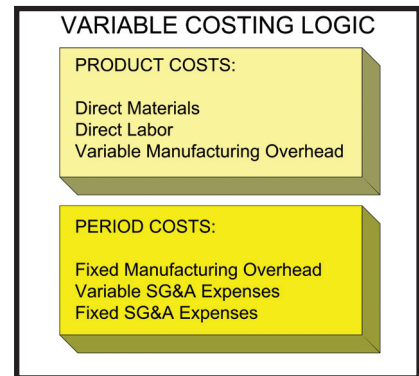 VARIABLE COSTING LOGIC
PRODUCT COSTS:
Direct Materials
Direct Labor
Variable Manufacturing Overhead
PERIOD COSTS:
Fixed Manufacturing Overhead
Variable SG&A Expenses
Fixed SG&A Expenses